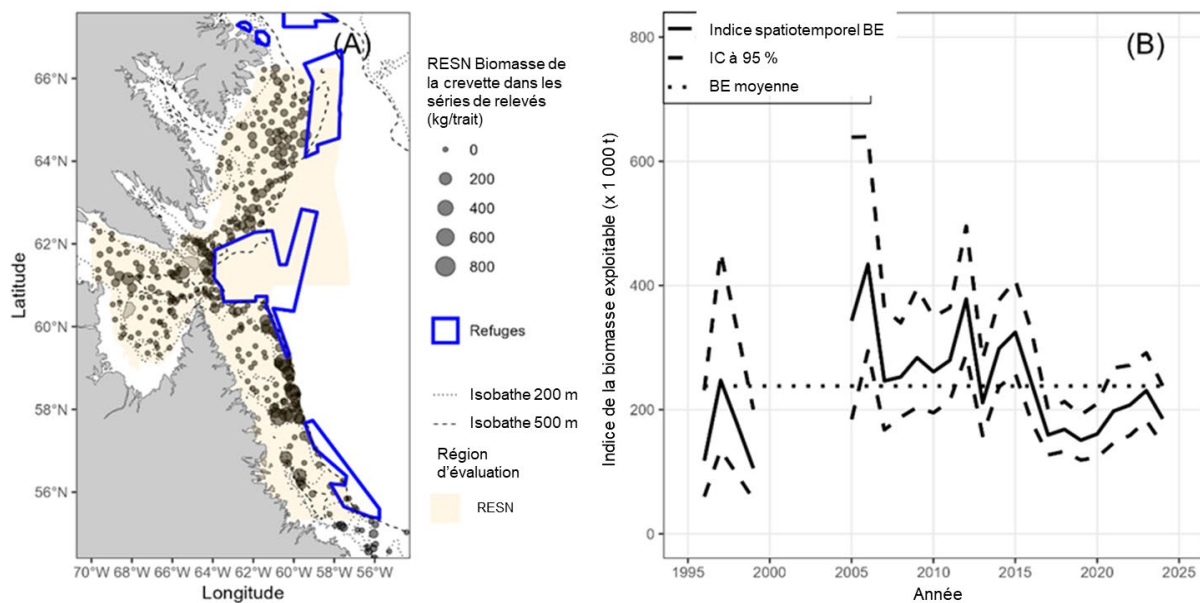 (A)
66°N
64°N
62°N
60°N
58°N
56°N
Latitude
70°W 68°W 66°W 64°W 62°W 60°W 58°W 56°W
Longitude
RESN Biomasse de
la crevette dans les
séries de relevés
(kg/trait)
0
200
400
600
800
Refuges
Isobathe 200 m
Isobathe 500 m
Région
d'évaluation
RESN
(B)
Indice spatiotemporel BE
IC à 95 %
BE moyenne
Indice de la biomasse exploitable (x 1 000 t)
800
600
400
200
0
1995 2000 2005 2010 2015 2020 2025
Année